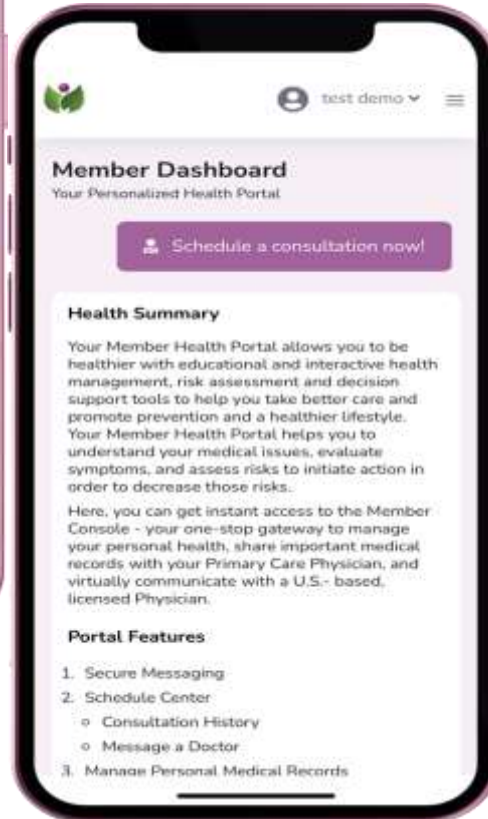 test demo
Member Dashboard
Your Personalized Health Portal
Schedule a consultation now!
Health Summary
Your Member Health Portal allows you to be
healthier with educational and interactive health
management, risk assessment and decision
support tools to help you take better care and
promote prevention and a healthier lifestyle.
Your Member Health Portal helps you to
understand your medical issues, evaluate
symptoms, and assess risks to initiate action in
order to decrease those risks.
Here, you can get instant access to the Member
Console - your one-stop gateway to manage
your personal health, share important medical
records with your Primary Care Physician, and
virtually communicate with a U.S.- based,
licensed Physician.
Portal Features
1. Secure Messaging
2. Schedule Center
Consultation History
Message a Doctor
3. Manage Personal Medical Records